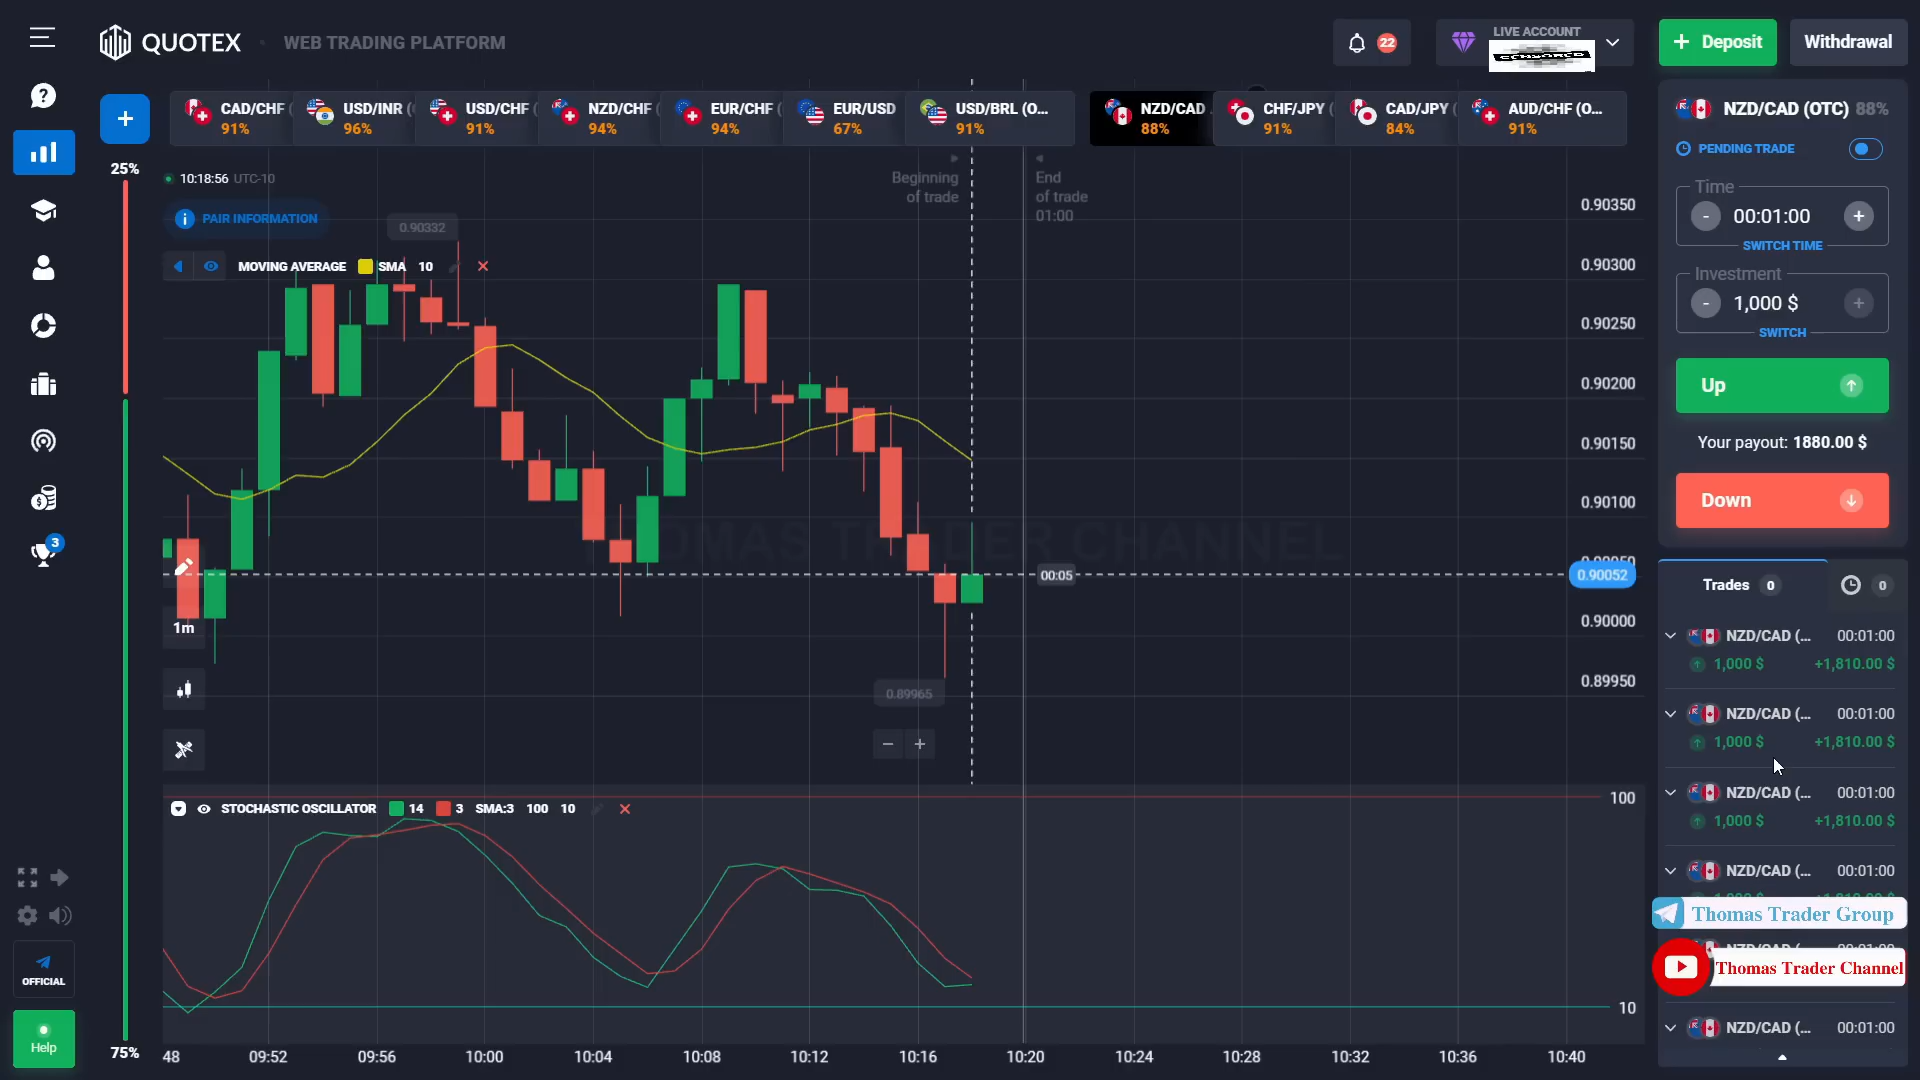 QUOTEX
WEB TRADING PLATFORM
22
LIVE ACCOUNT
Deposit
Withdrawal
CAD/CHF
91%
USD/INR
96%
USD/CHF
91%
NZD/CHF
94%
EUR/CHF
94%
EUR/USD
67%
USD/BRL (O...
91%
NZD/CAD
88%
CHF/JPY
91%
CAD/JPY
84%
AUD/CHF (O...
91%
NZD/CAD (OTC) 88%
PENDING TRADE
Time
- 00:01:00 +
SWITCH TIME
Investment
- 1,000 $ +
SWITCH
Up
Your payout: 1880.00 $
Down
Trades 0
0
25%
75%
10:18:56 UTC-10
PAIR INFORMATION
Beginning
of trade
End
of trade
01:00
0.90332
MOVING AVERAGE SMA 10
0.90350
0.90300
0.90250
0.90200
0.90150
0.90100
0.90052
0.90000
0.89950
00:05
0.89965
THOMAS TRADER CHANNEL
1m
3
STOCHASTIC OSCILLATOR 14 3 SMA:3 100 10
100
10
48 09:52 09:56 10:00 10:04 10:08 10:12 10:16 10:20 10:24 10:28 10:32 10:36 10:40
NZD/CAD (... 00:01:00
1,000 $ +1,810.00 $
NZD/CAD (... 00:01:00
1,000 $ +1,810.00 $
NZD/CAD (... 00:01:00
1,000 $ +1,810.00 $
NZD/CAD (... 00:01:00
Thomas Trader Group
Thomas Trader Channel
NZD/CAD (... 00:01:00
OFFICIAL
Help